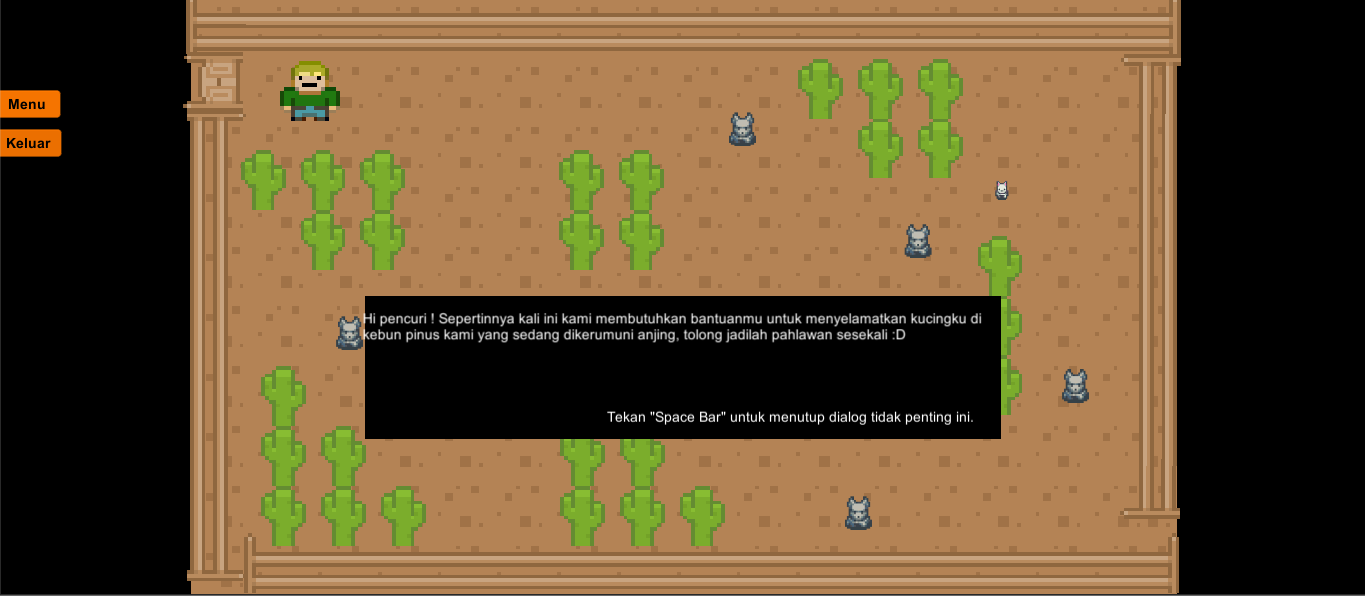 Menu
Keluar
Hi pencuri ! Sepertinnya kali ini kami membutuhkan bantuanmu untuk menyelamatkan kucingku di
kebun pinus kami yang sedang dikerumuni anjing, tolong jadilah pahlawan sesekali :D
Tekan "Space Bar" untuk menutup dialog tidak penting ini.